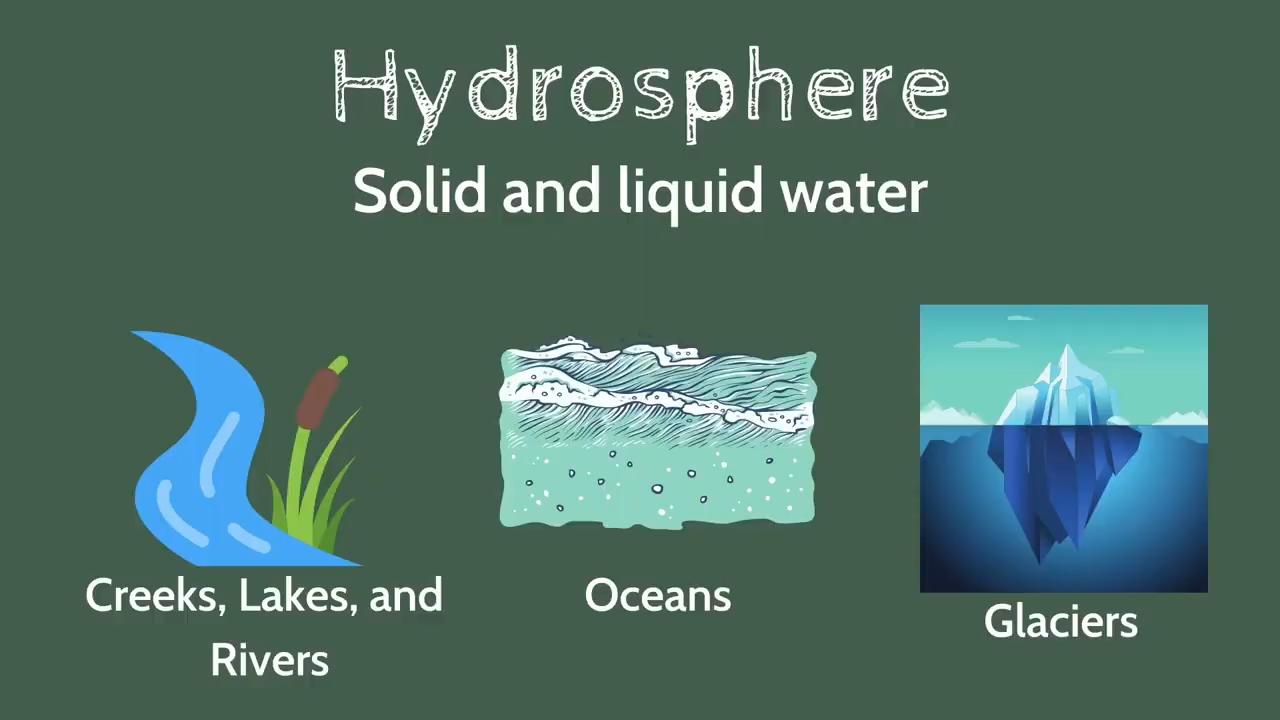 Hydrosphere
Solid and liquid water
Creeks, Lakes, and
Rivers
Oceans
Glaciers